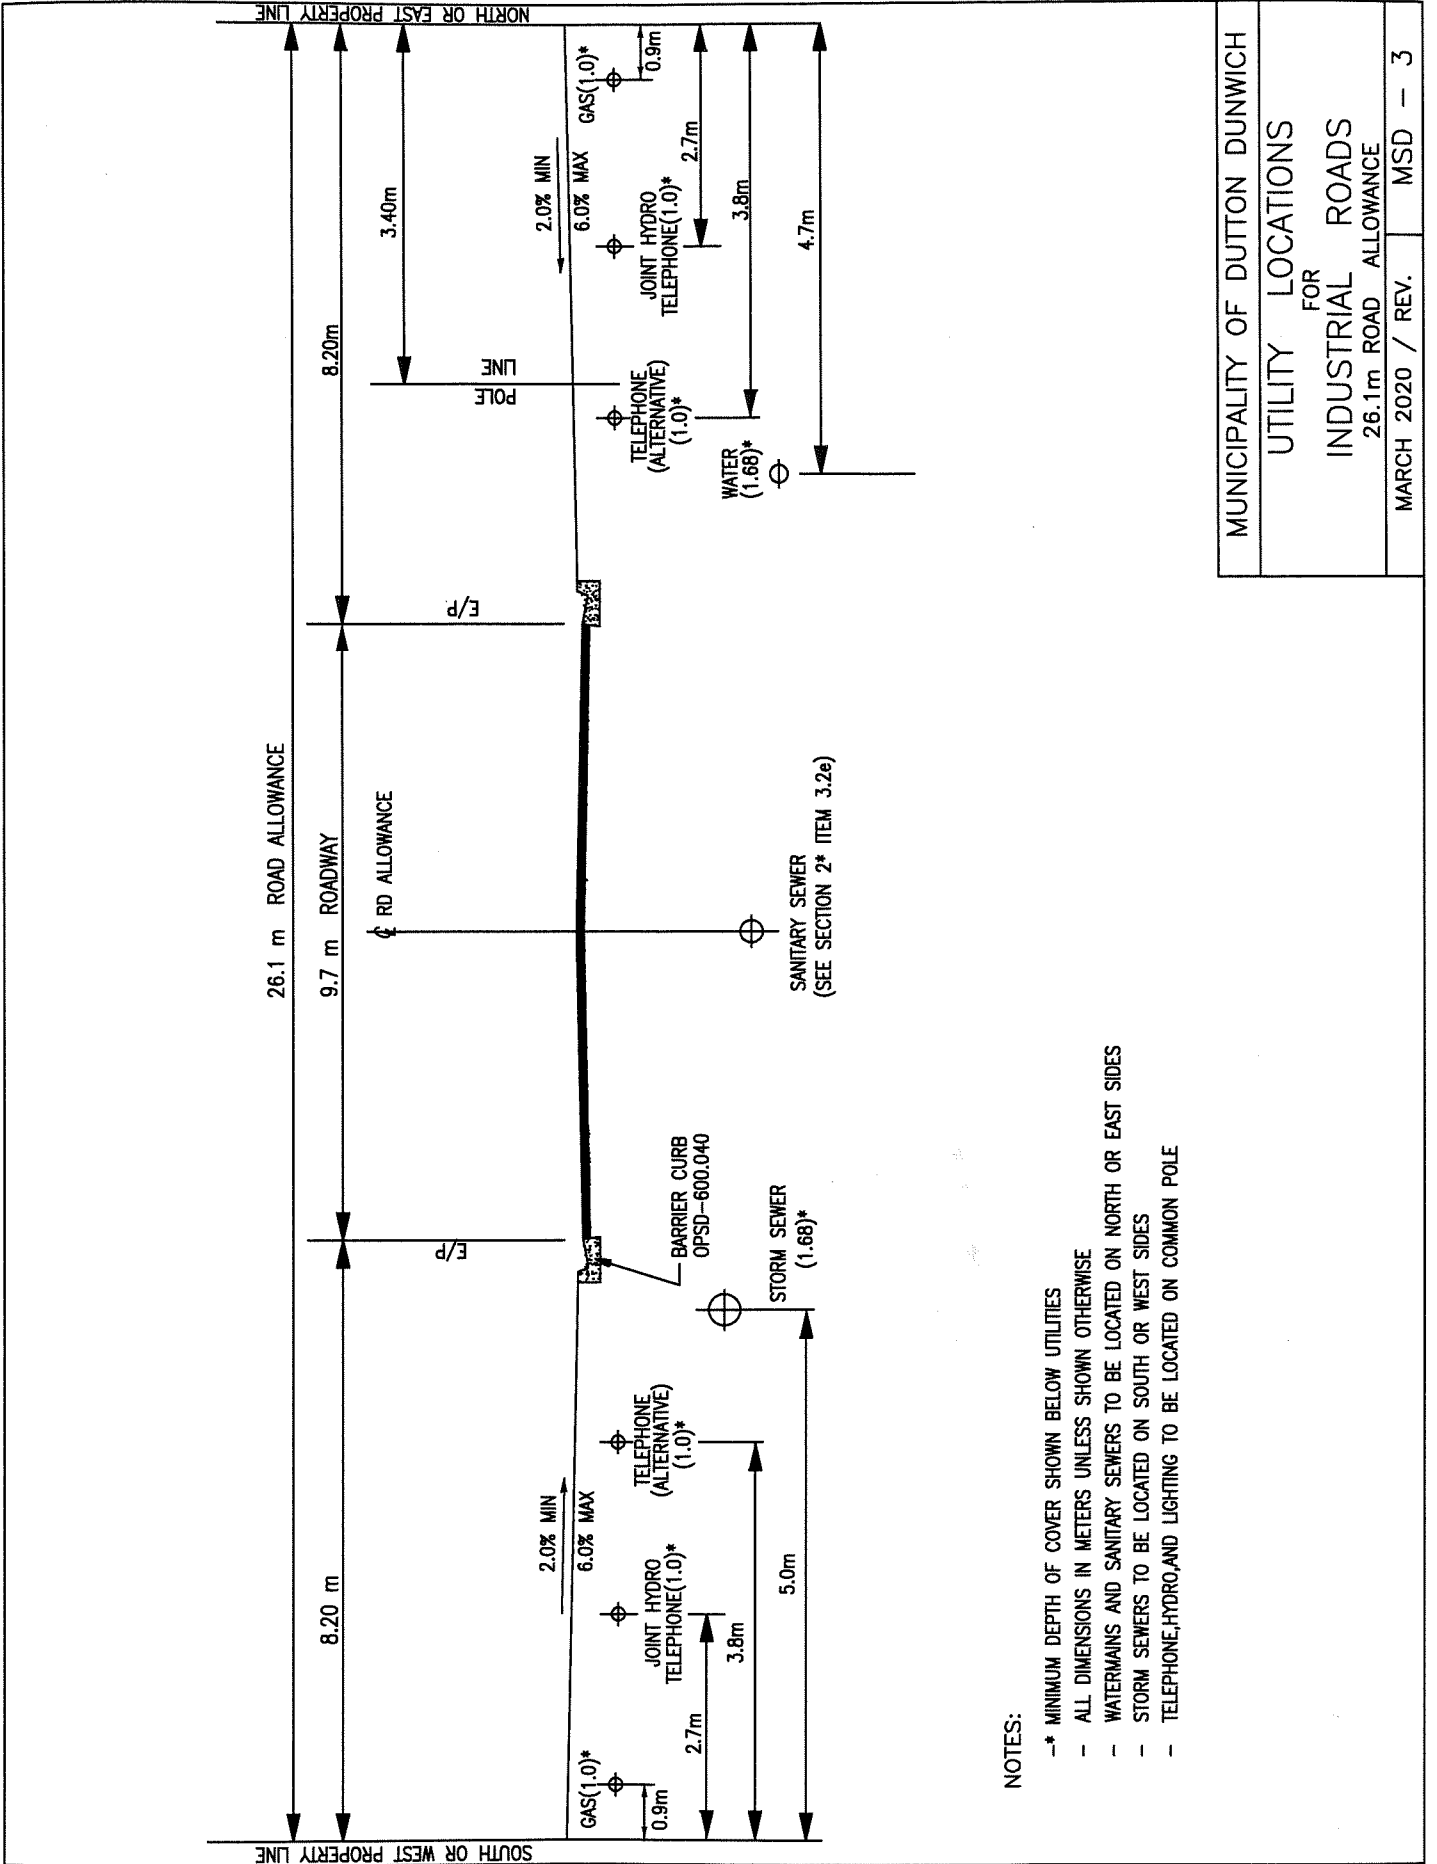 26.1 m ROAD ALLOWANCE
8.20 m
9.7 m ROADWAY
8.20m
℄ RD ALLOWANCE
3.40m
E/P
E/P
POLE
LINE
SOUTH OR WEST PROPERTY LINE
NORTH OR EAST PROPERTY LINE
2.0% MIN
6.0% MAX
2.0% MIN
6.0% MAX
GAS(1.0)*
0.9m
JOINT HYDRO
TELEPHONE(1.0)*
2.7m
TELEPHONE
(ALTERNATIVE)
(1.0)*
3.8m
BARRIER CURB
OPSD-600.040
STORM SEWER
(1.68)*
5.0m
SANITARY SEWER
(SEE SECTION 2* ITEM 3.2e)
WATER
(1.68)*
4.7m
TELEPHONE
(ALTERNATIVE)
(1.0)*
3.8m
JOINT HYDRO
TELEPHONE(1.0)*
2.7m
GAS(1.0)*
0.9m
NOTES:
-* MINIMUM DEPTH OF COVER SHOWN BELOW UTILITIES
- ALL DIMENSIONS IN METERS UNLESS SHOWN OTHERWISE
- WATERMAINS AND SANITARY SEWERS TO BE LOCATED ON NORTH OR EAST SIDES
- STORM SEWERS TO BE LOCATED ON SOUTH OR WEST SIDES
- TELEPHONE,HYDRO,AND LIGHTING TO BE LOCATED ON COMMON POLE
MUNICIPALITY OF DUTTON DUNWICH
UTILITY LOCATIONS
FOR
INDUSTRIAL ROADS
26.1m ROAD ALLOWANCE
MARCH 2020 / REV.
MSD - 3